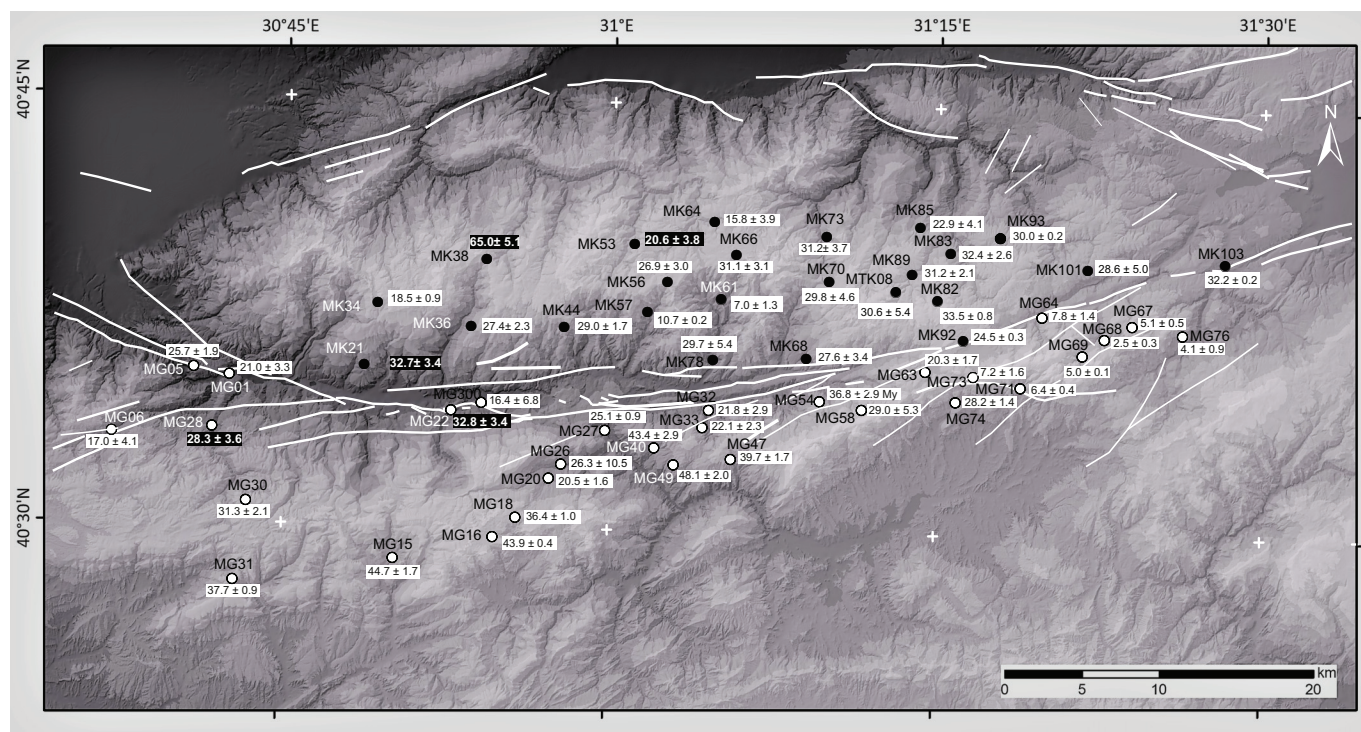 30°45'E 31°E 31°15'E 31°30'E
40°45'N
N
MK64
15.8 ± 3.9
MK53
20.6 ± 3.8
MK66
31.1 ± 3.1
MK73
31.2± 3.7
MK85
22.9 ± 4.1
MK93
30.0 ± 0.2
MK83
32.4 ± 2.6
65.0± 5.1
MK38
26.9 ± 3.0
MK56
MK61
7.0 ± 1.3
MK70
29.8 ± 4.6
MK89
31.2 ± 2.1
MTK08
30.6 ± 5.4
MK82
33.5 ± 0.8
MK101
28.6 ± 5.0
MK103
32.2 ± 0.2
MK34
18.5 ± 0.9
MK36
27.4± 2.3
MK44
29.0 ± 1.7
MK57
10.7 ± 0.2
MG64
7.8 ± 1.4
MG67
5.1 ± 0.5
MG68
2.5 ± 0.3
MG76
4.1 ± 0.9
MK21
32.7± 3.4
29.7 ± 5.4
MK78
MK68
27.6 ± 3.4
MK92
24.5 ± 0.3
MG69
5.0 ± 0.1
25.7 ± 1.9
MG05
21.0 ± 3.3
MG01
20.3 ± 1.7
MG63
7.2 ± 1.6
MG73
MG71
6.4 ± 0.4
MG300
16.4 ± 6.8
MG22
32.8 ± 3.4
MG32
21.8 ± 2.9
MG54
36.8 ± 2.9 My
MG58
29.0 ± 5.3
28.2 ± 1.4
MG74
MG06
17.0 ± 4.1
MG28
28.3 ± 3.6
25.1 ± 0.9
MG27
MG33
22.1 ± 2.3
43.4 ± 2.9
MG40
MG47
39.7 ± 1.7
MG26
26.3 ± 10.5
MG20
20.5 ± 1.6
MG49
48.1 ± 2.0
MG30
31.3 ± 2.1
MG18
36.4 ± 1.0
40°30'N
MG16
43.9 ± 0.4
MG15
44.7 ± 1.7
MG31
37.7 ± 0.9
km
0 5 10 20